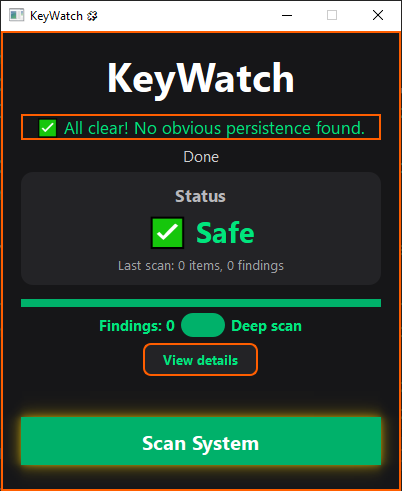 KeyWatch
KeyWatch
✅ All clear! No obvious persistence found.
Done
Status
✅ Safe
Last scan: 0 items, 0 findings
Findings: 0 Deep scan
View details
Scan System